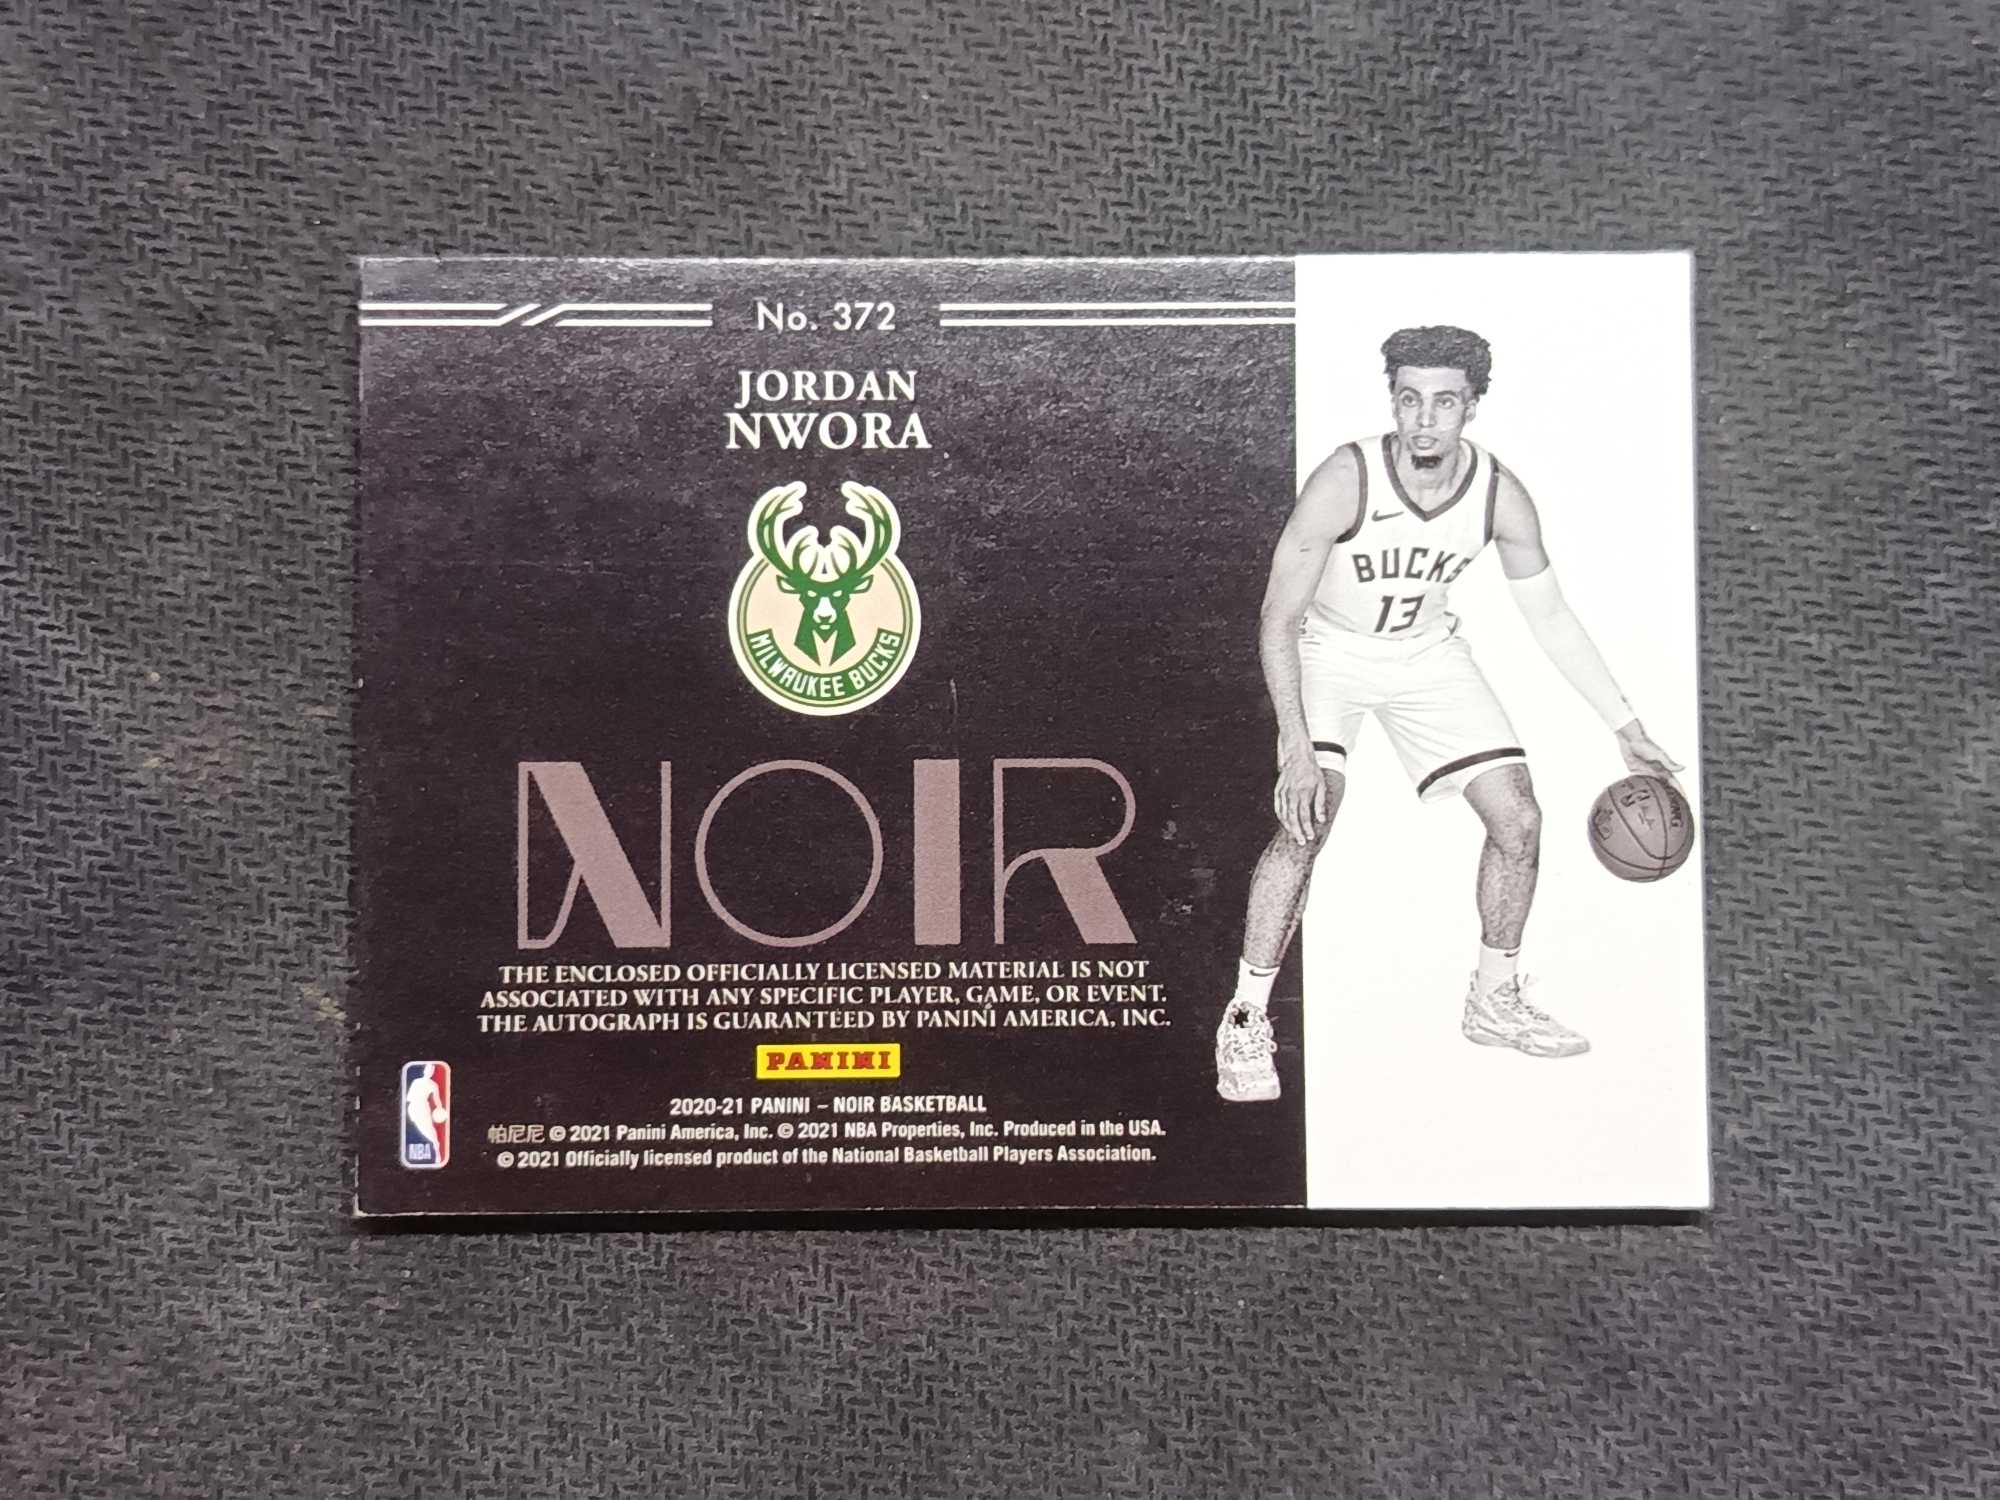 No. 372
JORDAN
NWORA
MILWAUKEE BUCKS
BUCKS
13
NOIR
THE ENCLOSED OFFICIALLY LICENSED MATERIAL IS NOT
ASSOCIATED WITH ANY SPECIFIC PLAYER, GAME, OR EVENT.
THE AUTOGRAPH IS GUARANTEED BY PANINI AMERICA, INC.
PANINI
2020-21 PANINI – NOIR BASKETBALL
帕尼尼 © 2021 Panini America, Inc. © 2021 NBA Properties, Inc. Produced in the USA.
© 2021 Officially licensed product of the National Basketball Players Association.
NBA